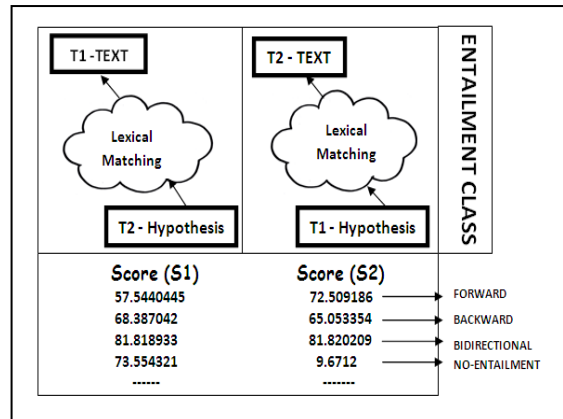 T1 -TEXT
T2 - TEXT
Lexical
Matching
Lexical
Matching
T2 - Hypothesis
T1 - Hypothesis
ENTAILMENT CLASS
Score (S1)
Score (S2)
57.5440445
72.509186
FORWARD
68.387042
65.053354
BACKWARD
81.818933
81.820209
BIDIRECTIONAL
73.554321
9.6712
NO-ENTAILMENT
------
-------